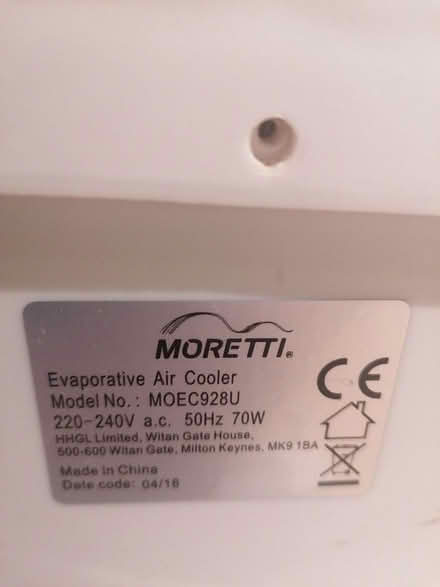 MORETTI®
Evaporative Air Cooler
Model No.: MOEC928U
220-240V a.c. 50Hz 70W
HHGL Limited, Witan Gate House,
500-600 Witan Gate, Milton Keynes, MK9 1BA
Made in China
Date code: 04/18
CE